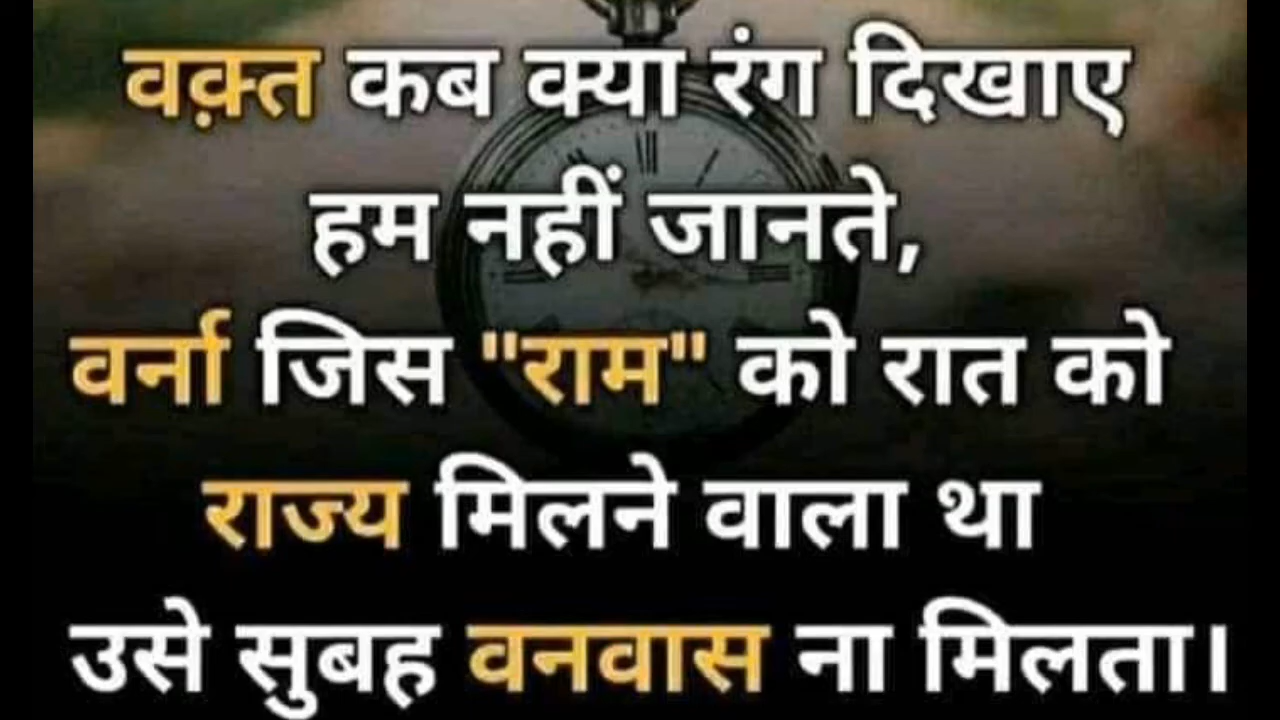 वक़्त कब क्या रंग दिखाए
हम नहीं जानते,
वर्ना जिस "राम" को रात को
राज्य मिलने वाला था
उसे सुबह वनवास ना मिलता।